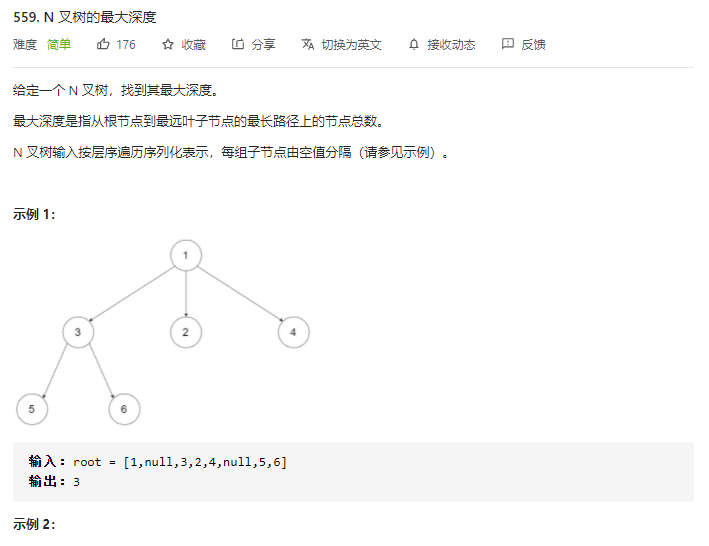 559. N 叉树的最大深度
难度 简单 176 收藏 分享 切换为英文 接收动态 反馈
给定一个 N 叉树，找到其最大深度。
最大深度是指从根节点到最远叶子节点的最长路径上的节点总数。
N 叉树输入按层序遍历序列化表示，每组子节点由空值分隔（请参见示例）。
示例 1：
1
3 2 4
5 6
输入：root = [1,null,3,2,4,null,5,6]
输出：3
示例 2：